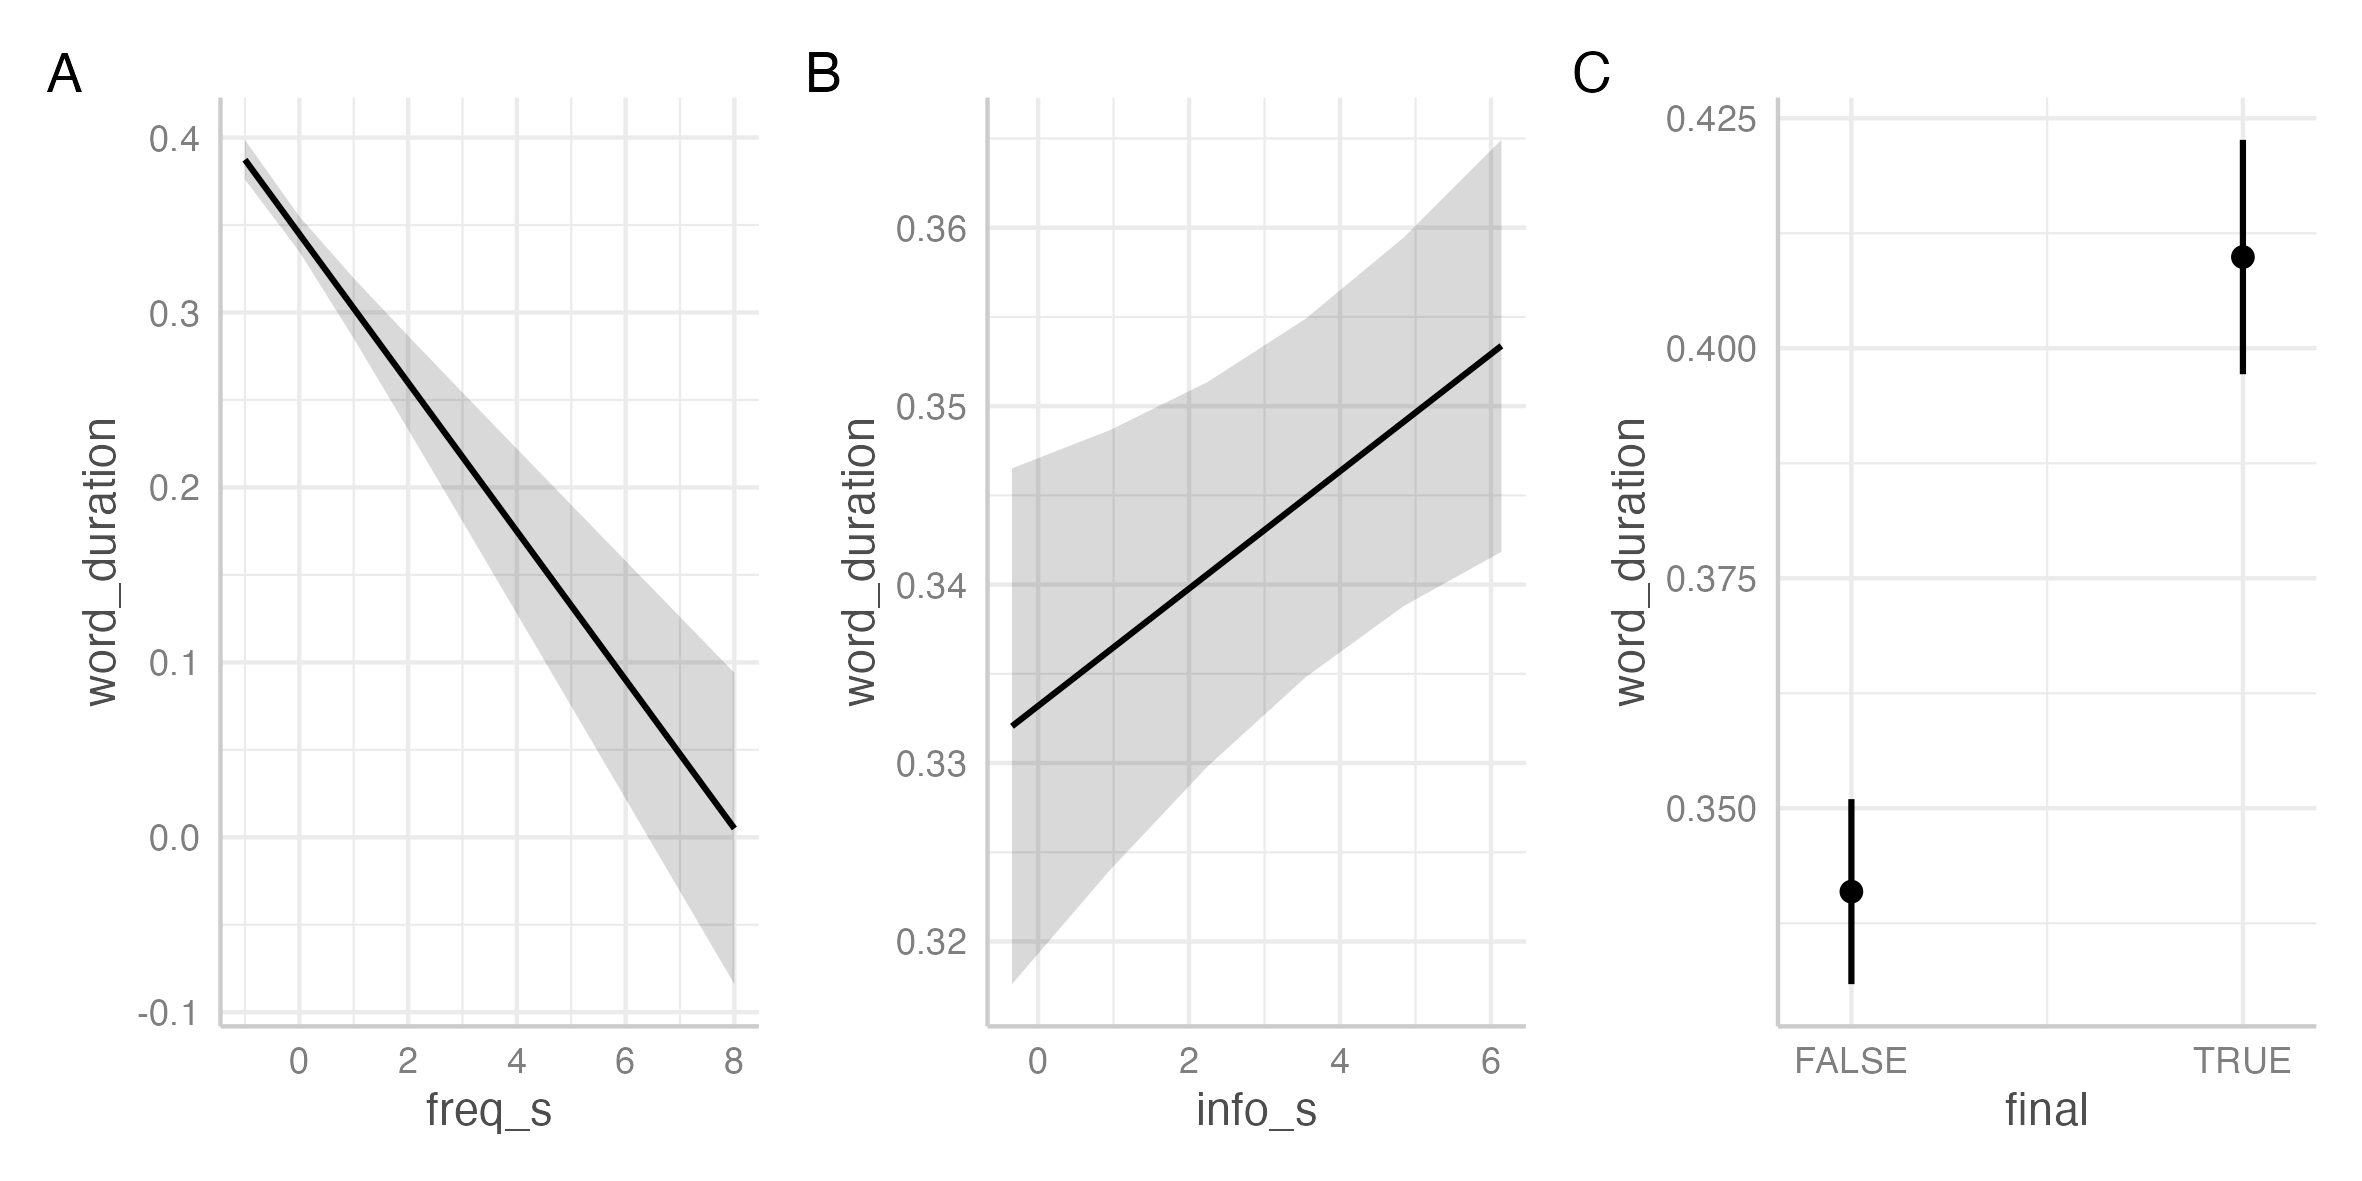 A
word_duration
0.4
0.3
0.2
0.1
0.0
-0.1
0 2 4 6 8
freq_s
B
word_duration
0.36
0.35
0.34
0.33
0.32
0 2 4 6
info_s
C
word_duration
0.425
0.400
0.375
0.350
FALSE TRUE
final